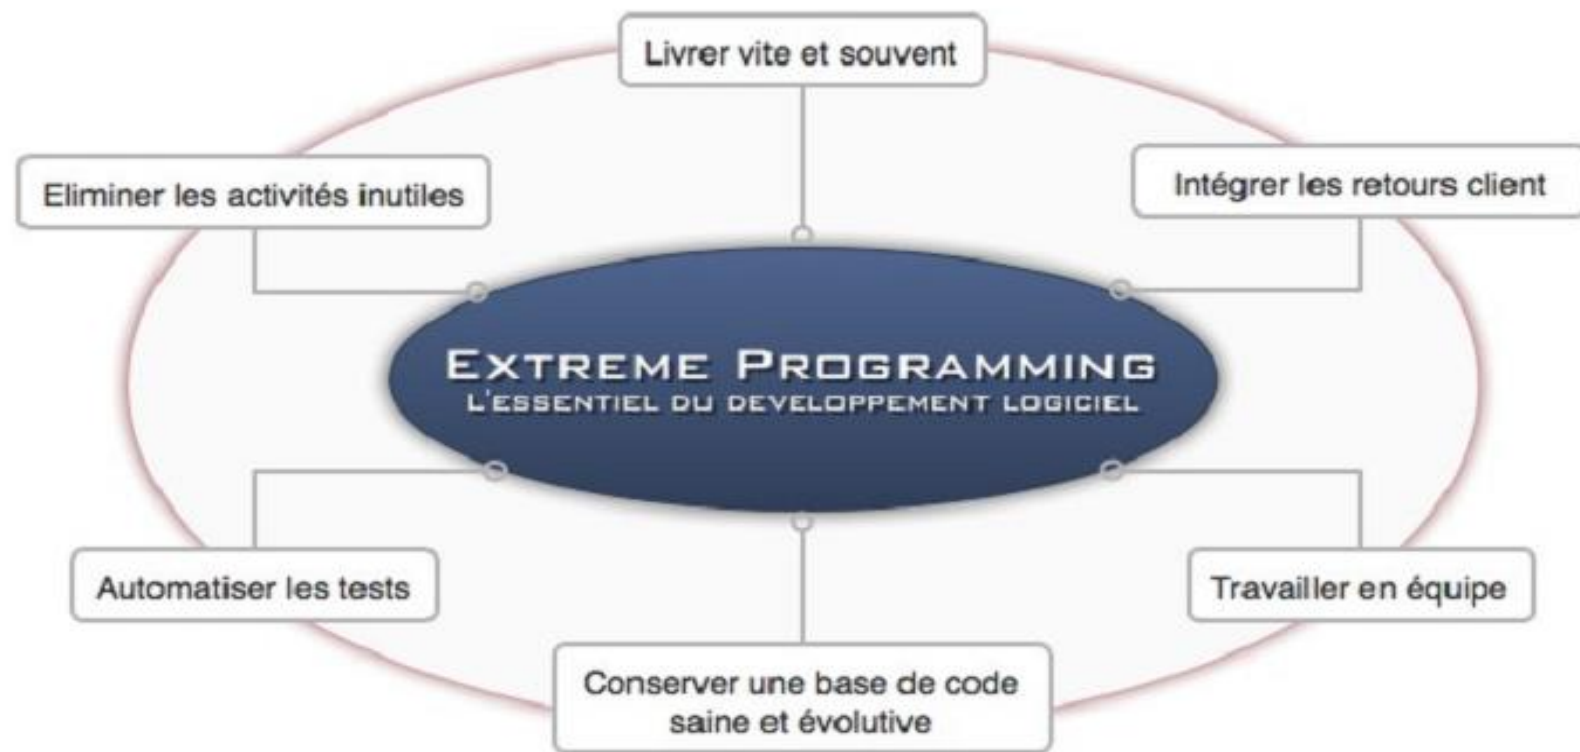 Livrer vite et souvent
Eliminer les activités inutiles
Intégrer les retours client
EXTREME PROGRAMMING
L'ESSENTIEL DU DEVELOPPEMENT LOGICIEL
Automatiser les tests
Travailler en équipe
Conserver une base de code
saine et évolutive